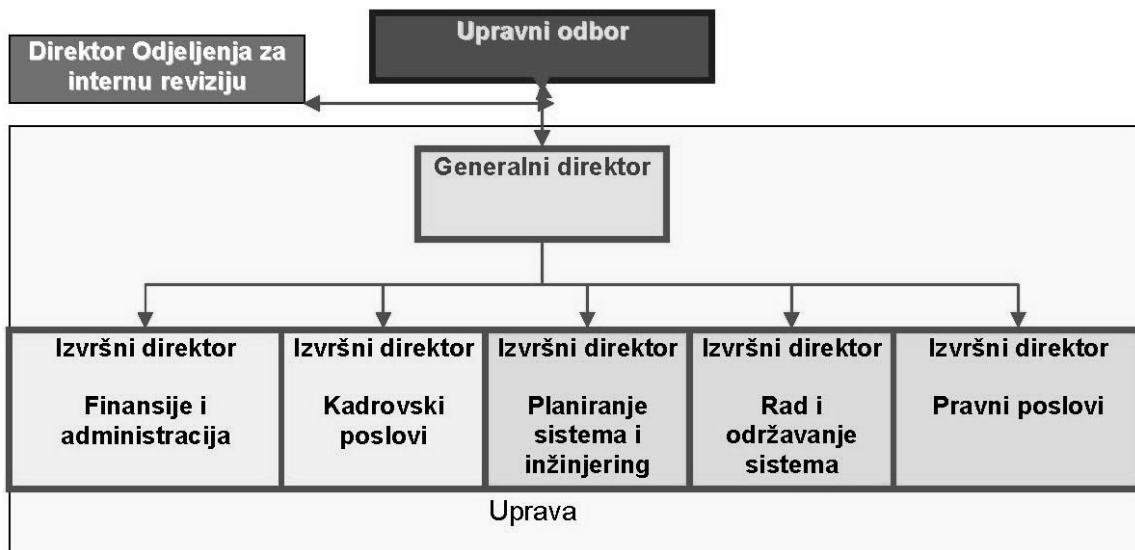 Upravni odbor
Direktor Odjeljenja za
internu reviziju
Generalni direktor
Izvršni direktor
Finansije i
administracija
Izvršni direktor
Kadrovski
poslovi
Izvršni direktor
Planiranje
sistema i
inžinjering
Izvršni direktor
Rad i
održavanje
sistema
Izvršni direktor
Pravni poslovi
Uprava